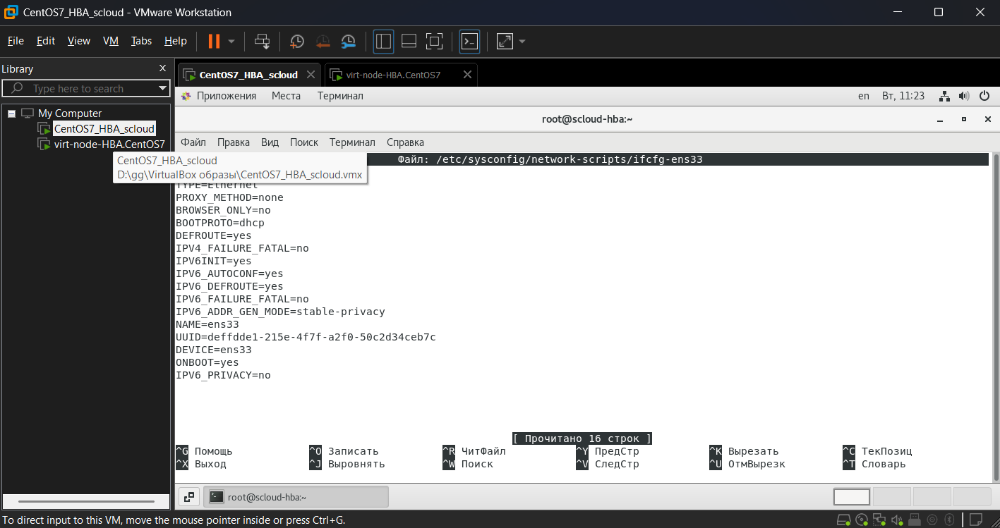 CentOS7_HBA_scloud - VMware Workstation
File Edit View VM Tabs Help
Library
Type here to search
My Computer
CentOS7_HBA_scloud
virt-node-HBA.CentOS7
CentOS7_HBA_scloud
D:\gg\VirtualBox образы\CentOS7_HBA_scloud.vmx
CentOS7_HBA_scloud virt-node-HBA.CentOS7
Приложения Места Терминал en Вт, 11:23
root@scloud-hba:~
Файл Правка Вид Поиск Терминал Справка
Файл: /etc/sysconfig/network-scripts/ifcfg-ens33
TYPE=Ethernet
PROXY_METHOD=none
BROWSER_ONLY=no
BOOTPROTO=dhcp
DEFROUTE=yes
IPV4_FAILURE_FATAL=no
IPV6INIT=yes
IPV6_AUTOCONF=yes
IPV6_DEFROUTE=yes
IPV6_FAILURE_FATAL=no
IPV6_ADDR_GEN_MODE=stable-privacy
NAME=ens33
UUID=deffdde1-215e-4f7f-a2f0-50c2d34ceb7c
DEVICE=ens33
ONBOOT=yes
IPV6_PRIVACY=no
[ Прочитано 16 строк ]
^G Помощь ^O Записать ^R ЧитФайл ^Y ПредСтр ^K Вырезать ^C ТекПозиц
^X Выход ^J Выровнять ^W Поиск ^V СледСтр ^U ОтмВырезк ^T Словарь
root@scloud-hba:~
To direct input to this VM, move the mouse pointer inside or press Ctrl+G.